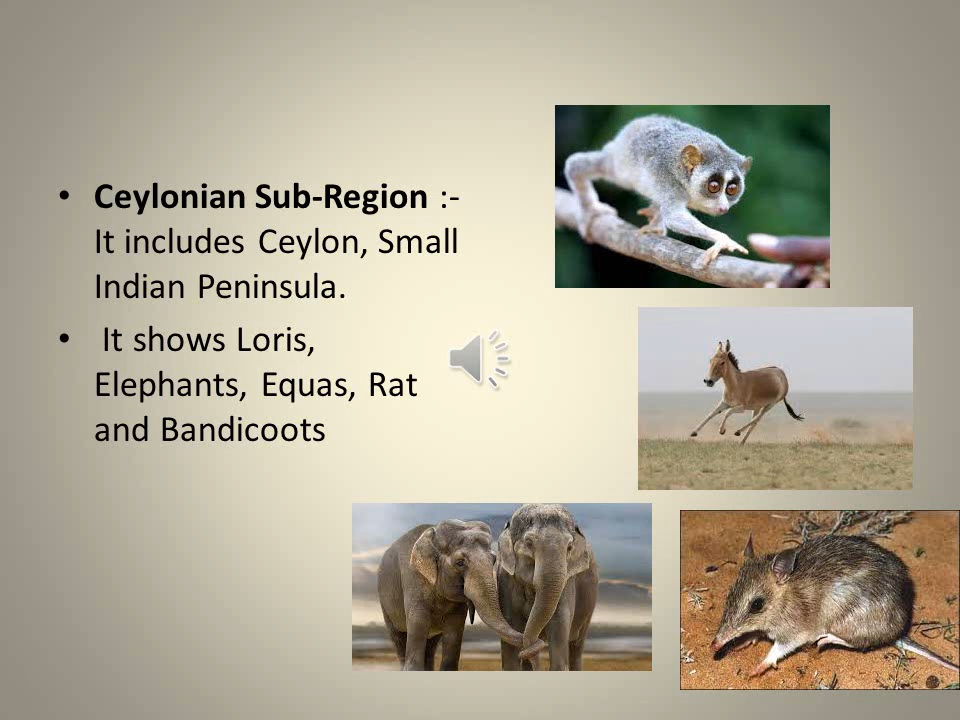 • Ceylonian Sub-Region :-
It includes Ceylon, Small
Indian Peninsula.
• It shows Loris,
Elephants, Equas, Rat
and Bandicoots